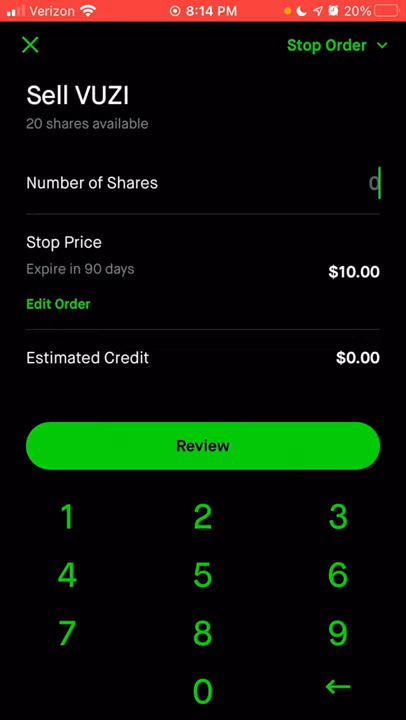 Verizon 8:14 PM 20%
Stop Order
Sell VUZI
20 shares available
Number of Shares 0
Stop Price
Expire in 90 days $10.00
Edit Order
Estimated Credit $0.00
Review
1 2 3
4 5 6
7 8 9
0